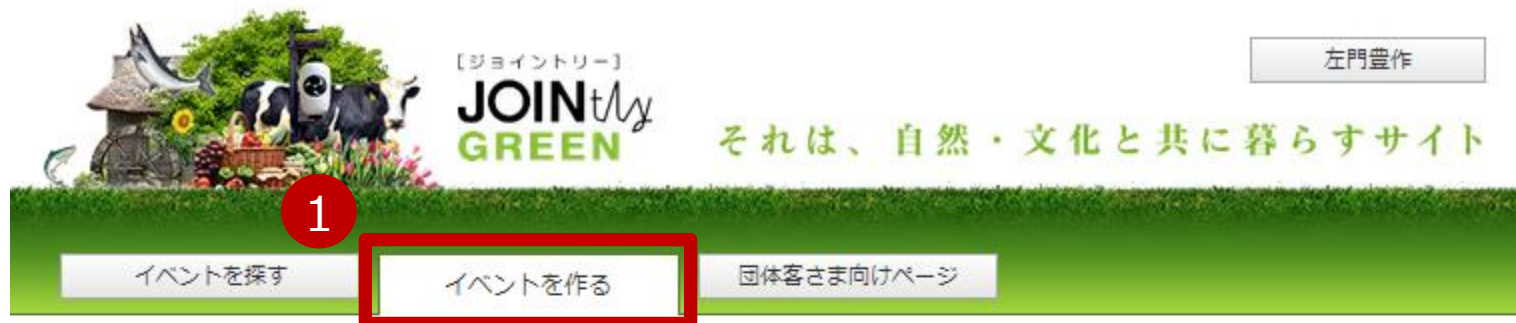 [ジョイントリー]
JOINtly
GREEN
左門豊作
それは、自然・文化と共に暮らすサイト
1
イベントを探す
イベントを作る
団体客さま向けページ